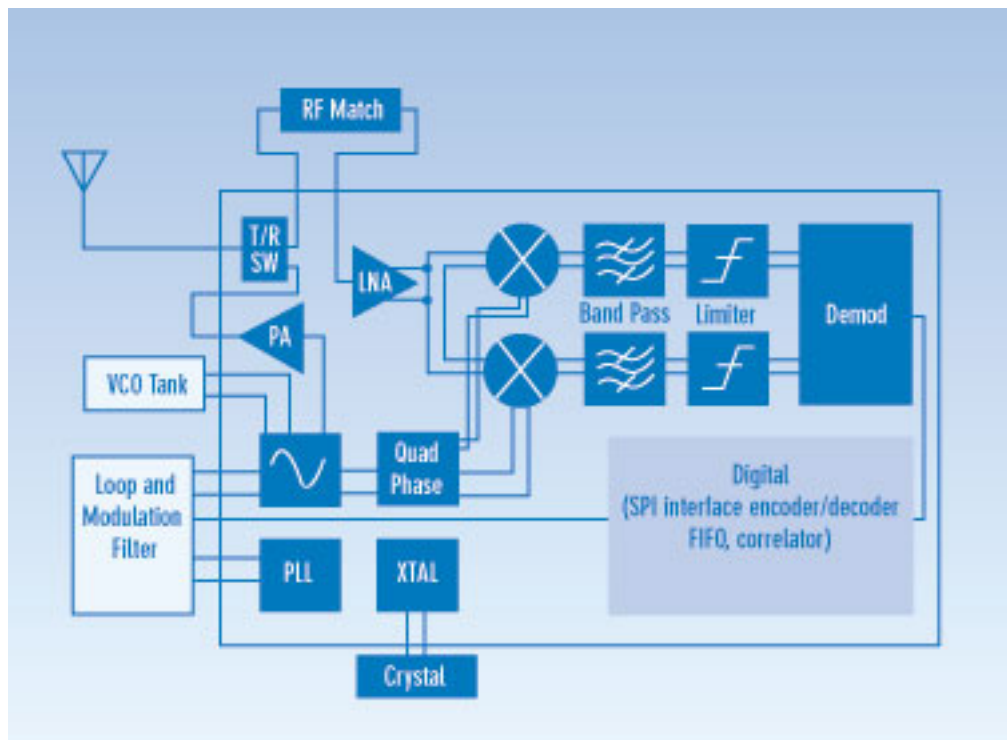 RF Match
T/R
SW
LNA
PA
Band Pass
Limiter
Demod
VCO Tank
Quad
Phase
Loop and
Modulation
Filter
Digital
(SPI interface encoder/decoder
FIFO, correlator)
PLL
XTAL
Crystal